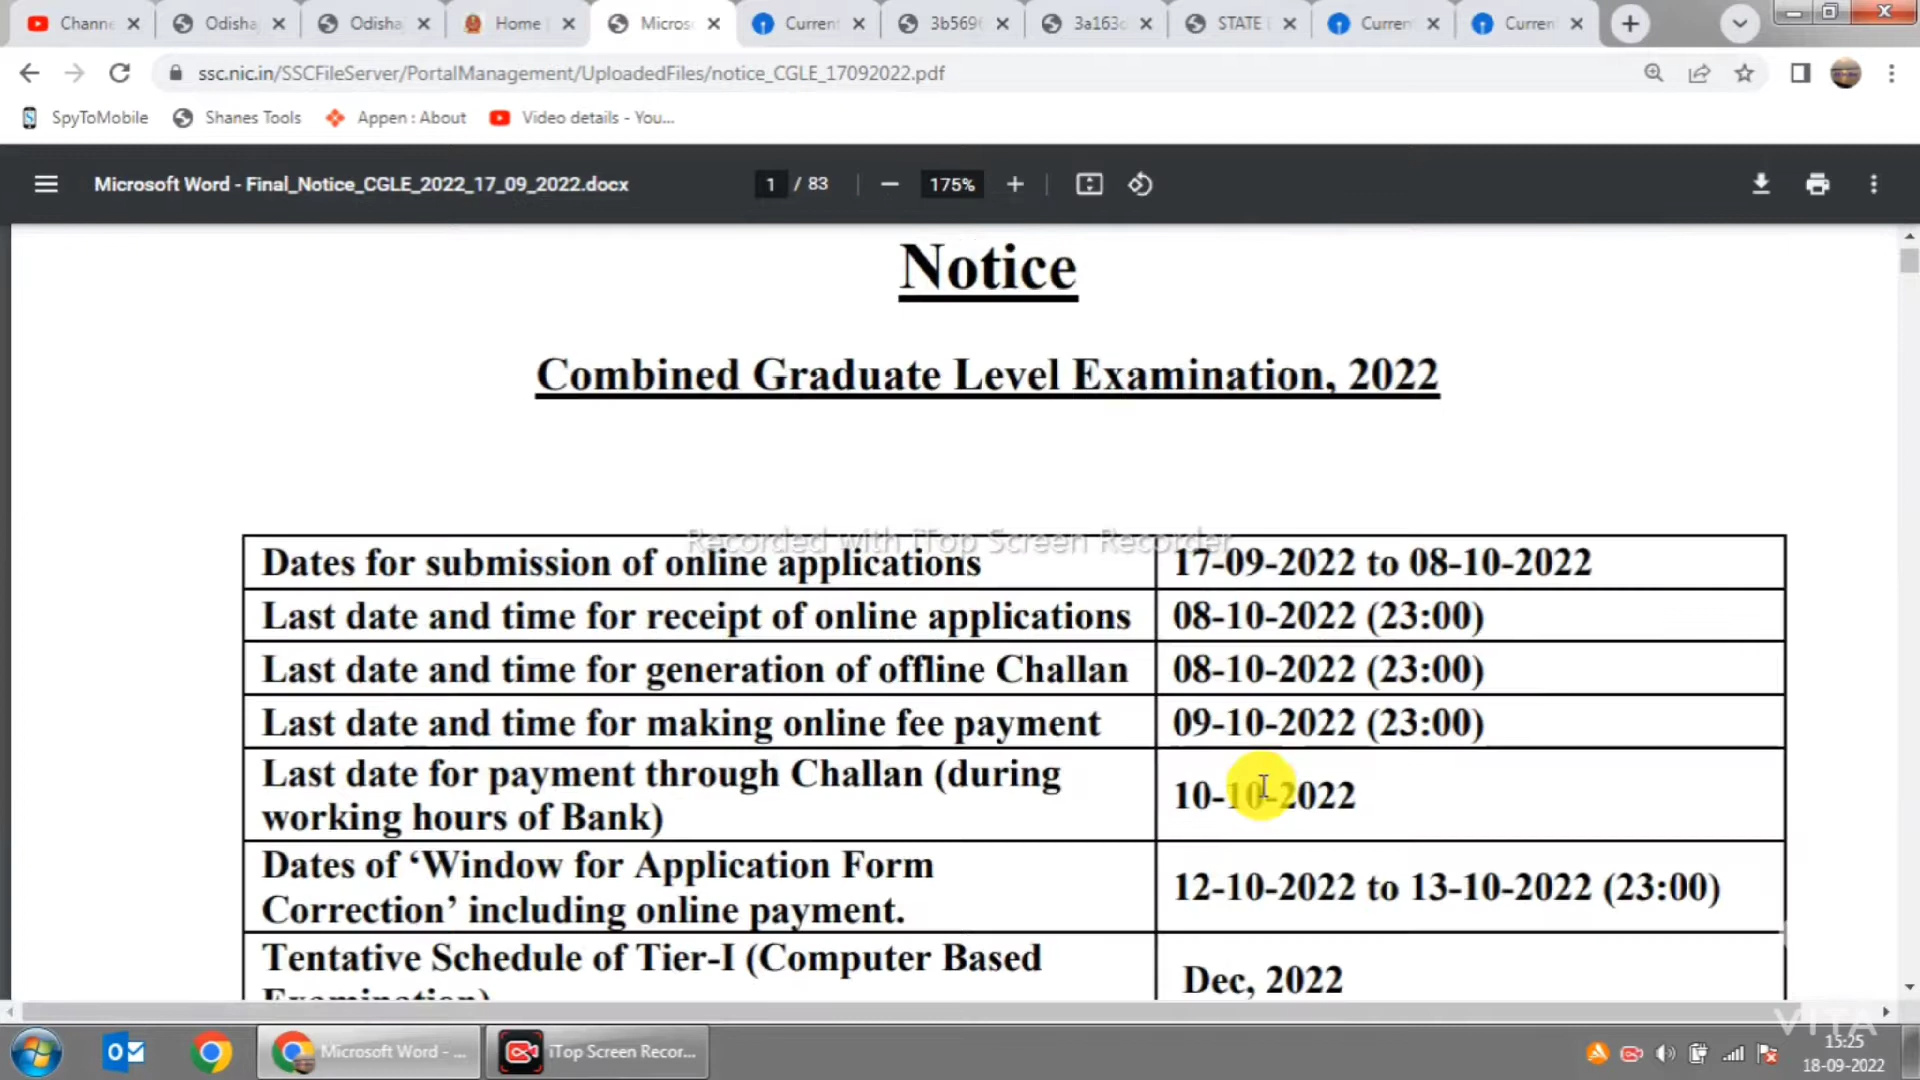 Channe
Odisha
Odisha
Home
Micros
Current
3b569
3a163c
STATE
Current
Current
ssc.nic.in/SSCFileServer/PortalManagement/UploadedFiles/notice_CGLE_17092022.pdf
SpyToMobile
Shanes Tools
Appen : About
Video details - You...
Microsoft Word - Final_Notice_CGLE_2022_17_09_2022.docx
1 / 83
175%
Notice
Combined Graduate Level Examination, 2022
Recorded with iTop Screen Recorder
Dates for submission of online applications 17-09-2022 to 08-10-2022
Last date and time for receipt of online applications 08-10-2022 (23:00)
Last date and time for generation of offline Challan 08-10-2022 (23:00)
Last date and time for making online fee payment 09-10-2022 (23:00)
Last date for payment through Challan (during
working hours of Bank)
10-10-2022
Dates of ‘Window for Application Form
Correction’ including online payment.
12-10-2022 to 13-10-2022 (23:00)
Tentative Schedule of Tier-I (Computer Based
Examination)
Dec, 2022
VITA
Microsoft Word - ...
iTop Screen Recor...
15:25
18-09-2022